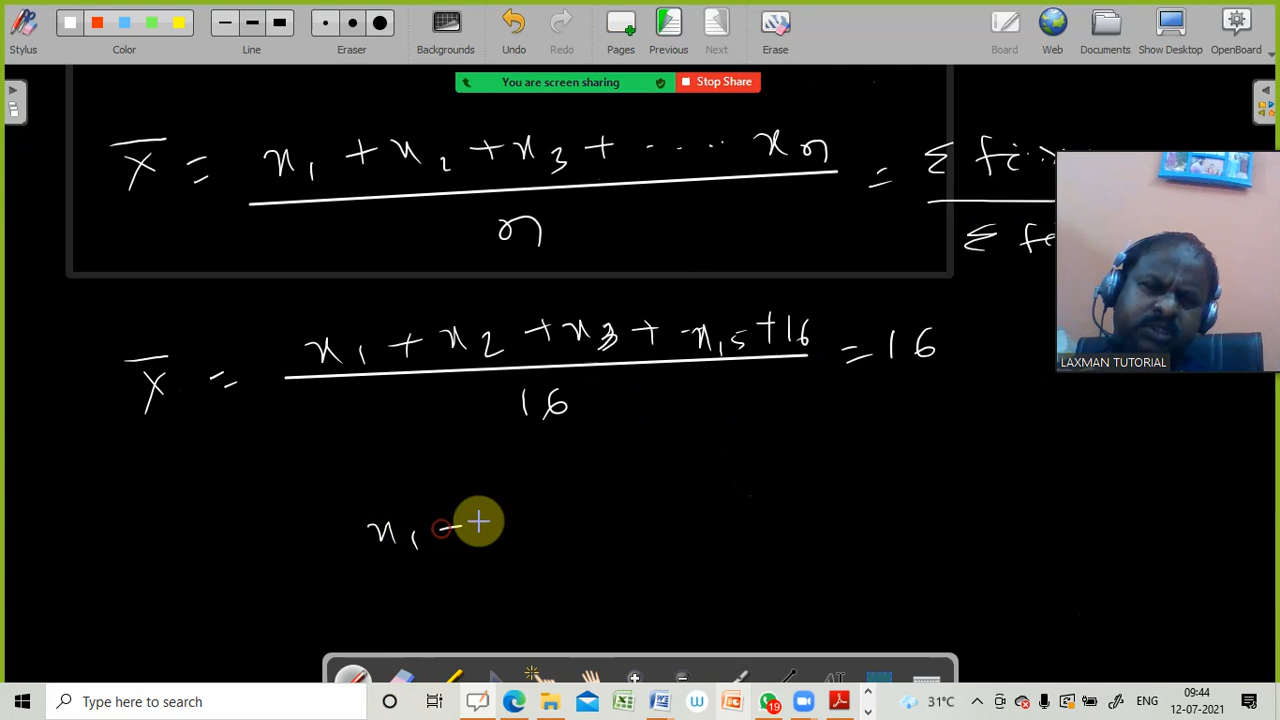 Stylus Color Line Eraser Backgrounds Undo Redo Pages Previous Next Erase Board Web Documents Show Desktop OpenBoard
You are screen sharing Stop Share
X̅ = x₁ + x₂ + x₃ + ..... xₙ / n = Σ fi
Σ
X̅ = x₁ + x₂ + x₃ + - x₁₅ + 16 / 16 = 16
LAXMAN TUTORIAL
x₁ -
Type here to search
19
31°C
ENG
09:44
12-07-2021